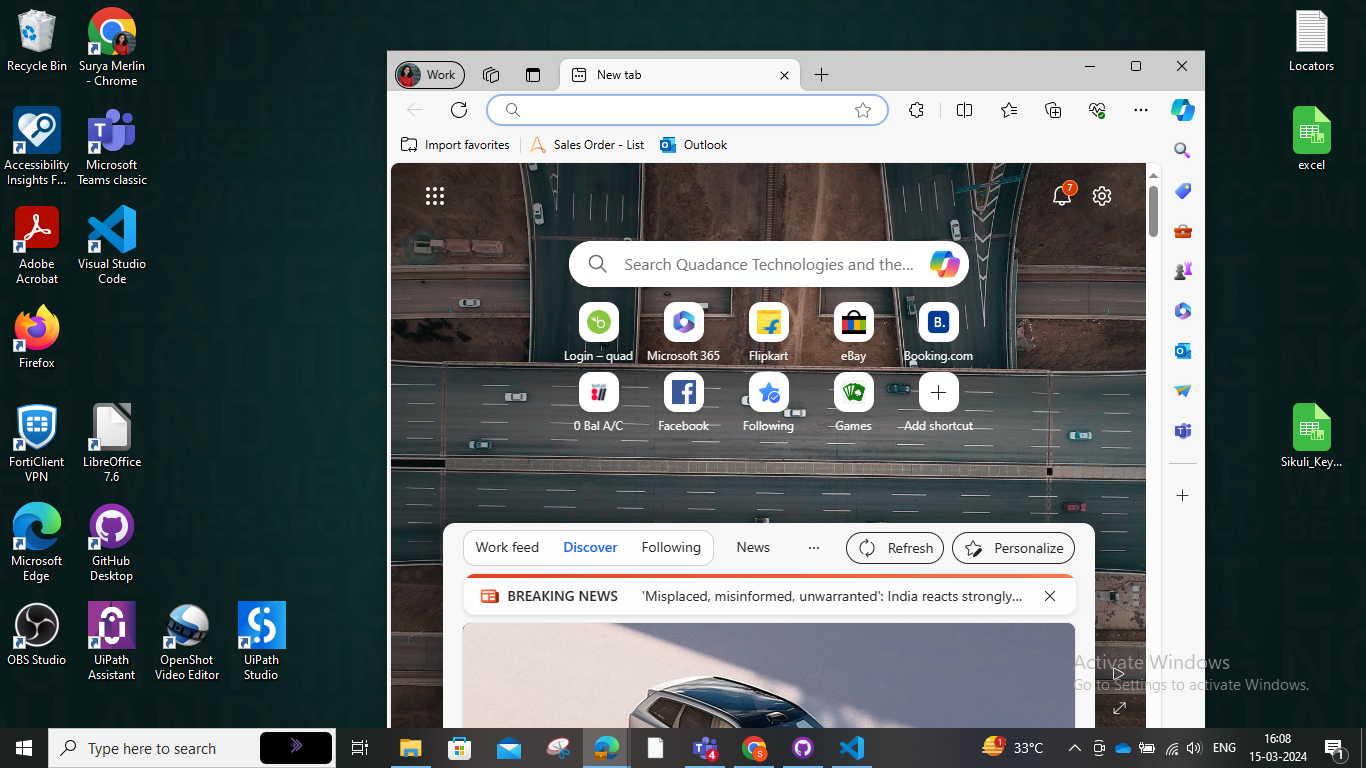 Recycle Bin
Surya Merlin
- Chrome
Accessibility
Insights F...
Microsoft
Teams classic
Adobe
Acrobat
Visual Studio
Code
Firefox
FortiClient
VPN
LibreOffice
7.6
Microsoft
Edge
GitHub
Desktop
OBS Studio
UiPath
Assistant
OpenShot
Video Editor
UiPath
Studio
Work
New tab
Import favorites
Sales Order - List
Outlook
7
Search Quadance Technologies and the...
Login – quad
Microsoft 365
Flipkart
eBay
B.
Booking.com
0 Bal A/C
Facebook
Following
Games
Add shortcut
Work feed
Discover
Following
News
Refresh
Personalize
BREAKING NEWS
'Misplaced, misinformed, unwarranted': India reacts strongly...
Locators
excel
Sikuli_Key...
Activate Windows
Go to Settings to activate Windows.
Type here to search
4
S
1
33°C
ENG
16:08
15-03-2024
1